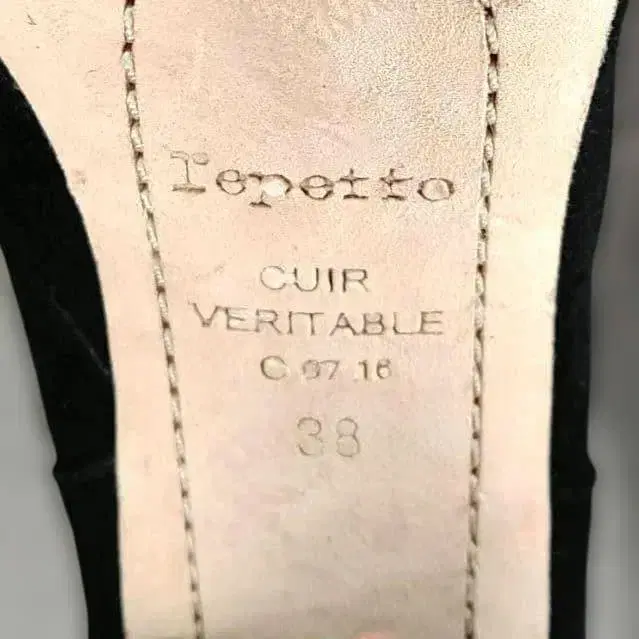 repetto
CUIR
VERITABLE
C 07.16
38